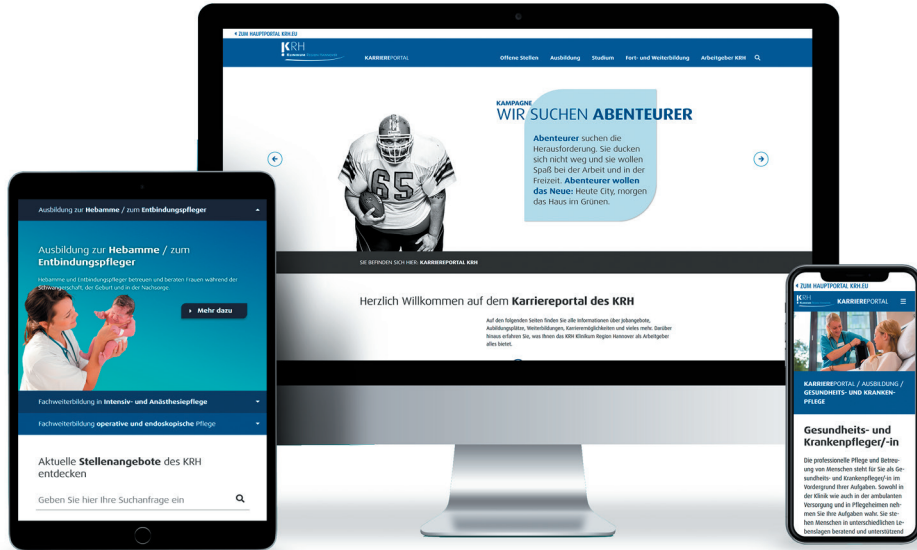 ZUM HAUPTPORTAL KRH.EU
KRH
KARRIEREPORTAL
Offene Stellen Ausbildung Studium Fort- und Weiterbildung Arbeitgeber KRH
KAMPAGNE
WIR SUCHEN ABENTEURER
Abenteurer suchen die
Herausforderung. Sie ducken
sich nicht weg und sie wollen
Spaß bei der Arbeit und in der
Freizeit. Abenteurer wollen
das Neue: Heute City, morgen
das Haus im Grünen.
65
SIE BEFINDEN SICH HIER: KARRIEREPORTAL KRH
Herzlich Willkommen auf dem Karriereportal des KRH
Auf den folgenden Seiten finden Sie alle Informationen über Jobangebote,
Ausbildungsplätze, Weiterbildungen, Karrieremöglichkeiten und vieles mehr. Darüber
hinaus erfahren Sie, was Ihnen das KRH Klinikum Region Hannover als Arbeitgeber
alles bietet.
Ausbildung zur Hebamme / zum Entbindungspfleger
Ausbildung zur Hebamme / zum
Entbindungspfleger
Hebamme und Entbindungspfleger betreuen und beraten Frauen während der
Schwangerschaft, der Geburt und in der Nachsorge
Mehr dazu
Fachweiterbildung in Intensiv- und Anästhesiepflege
Fachweiterbildung operative und endoskopische Pflege
Aktuelle Stellenangebote des KRH
entdecken
Geben Sie hier Ihre Suchanfrage ein
ZUM HAUPTPORTAL KRH.EU
KRH
KARRIEREPORTAL
KARRIEREPORTAL / AUSBILDUNG /
GESUNDHEITS- UND KRANKEN-
PFLEGE
Gesundheits- und
Krankenpfleger/-in
Die professionelle Pflege und Betreu-
ung von Menschen steht für Sie als Ge-
sundheits- und Krankenpfleger/-in im
Vordergrund Ihrer Aufgaben. Sowohl in
der Klinik wie auch in der ambulanten
Versorgung und in Pflegeheimen neh-
men Sie Ihre Aufgaben wahr. Sie ste-
hen Menschen in unterschiedlichen Le-
benslagen beratend und unterstützend